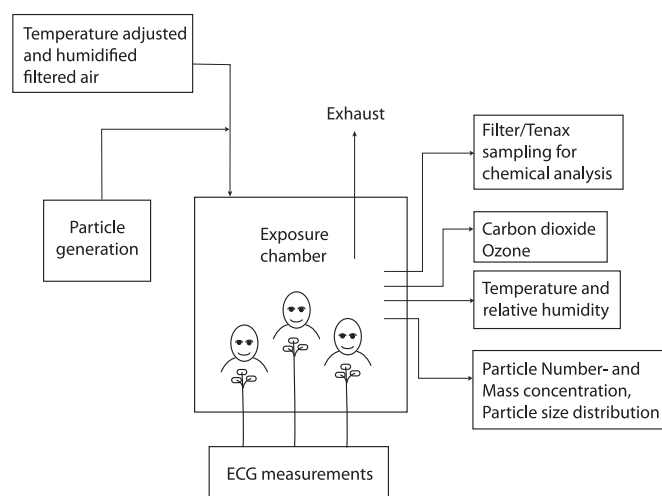 Temperature adjusted
and humidified
filtered air
Exhaust
Filter/Tenax
sampling for
chemical analysis
Particle
generation
Exposure
chamber
Carbon dioxide
Ozone
Temperature and
relative humidity
Particle Number- and
Mass concentration,
Particle size distribution
ECG measurements